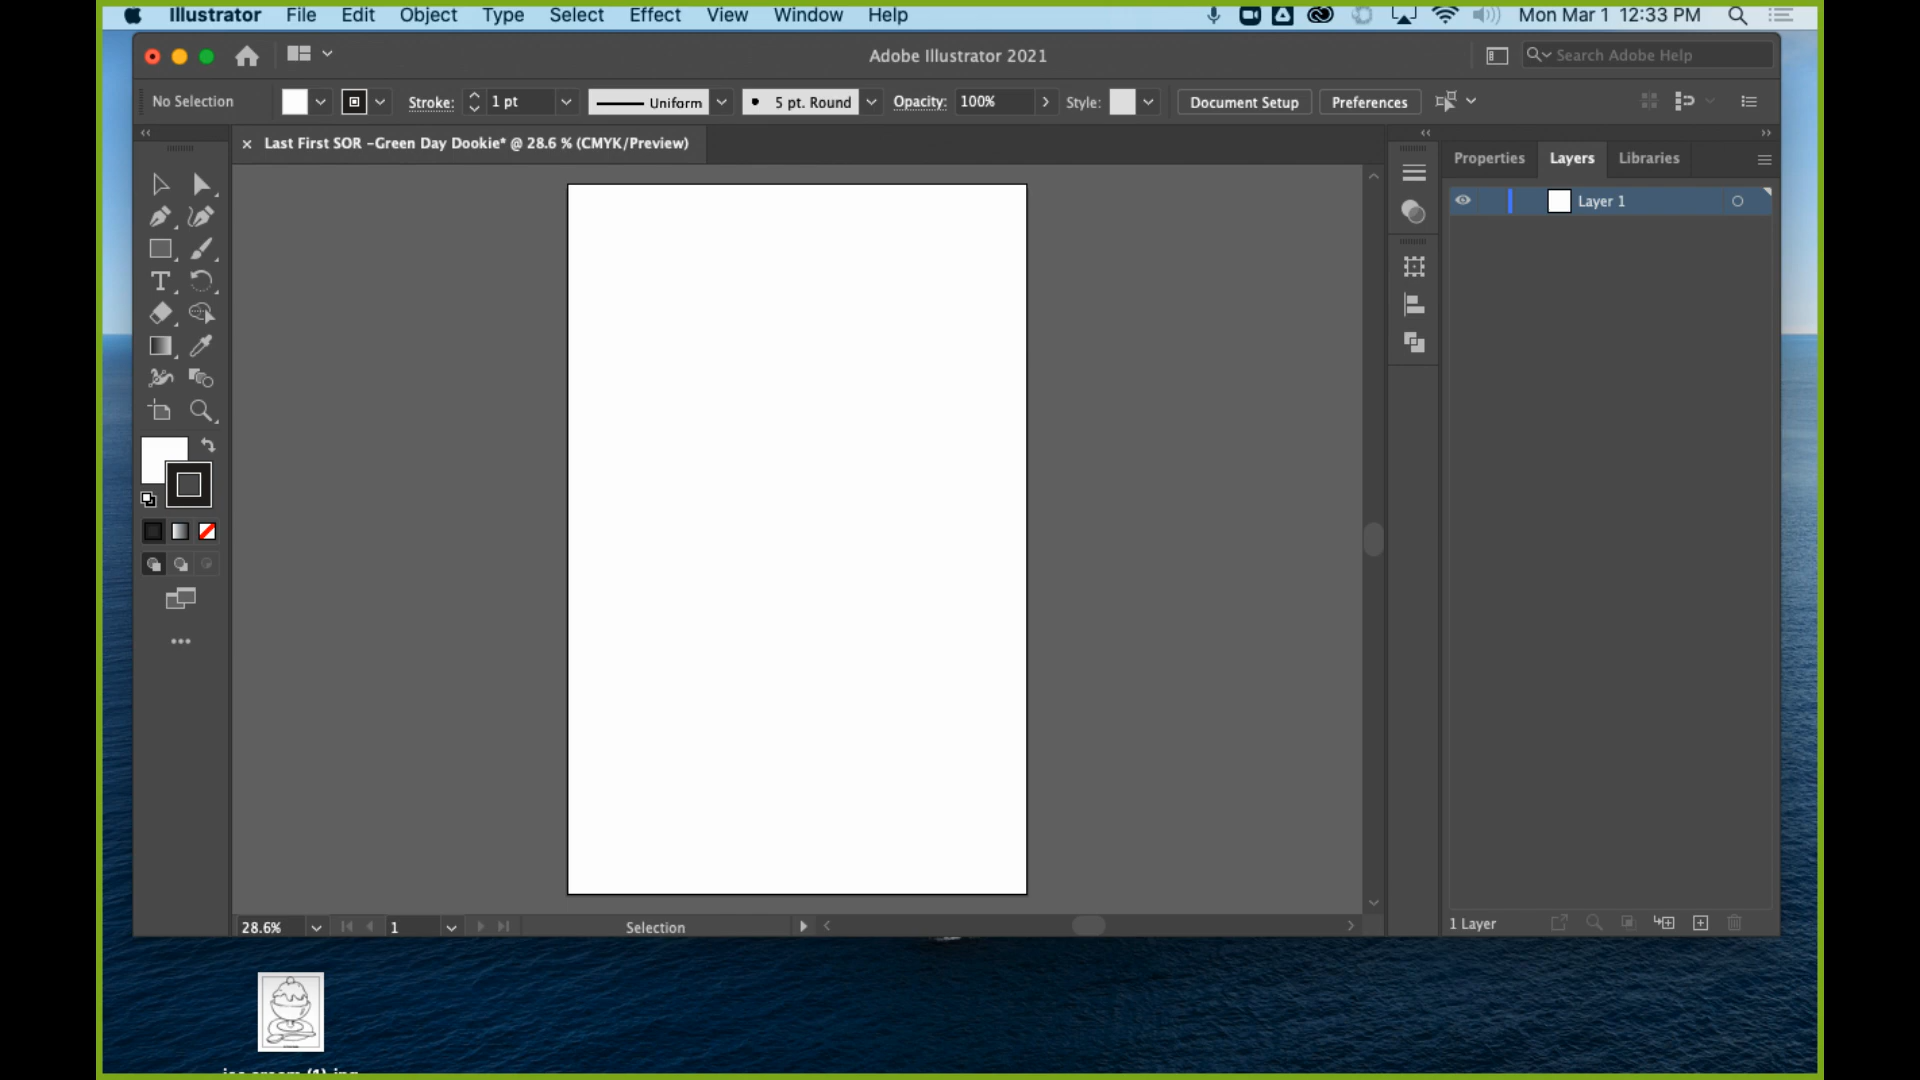 Illustrator File Edit Object Type Select Effect View Window Help Mon Mar 1 12:33 PM
Adobe Illustrator 2021 Search Adobe Help
No Selection Stroke: 1 pt Uniform 5 pt. Round Opacity: 100% Style: Document Setup Preferences
Last First SOR -Green Day Dookie* @ 28.6 % (CMYK/Preview)
Properties Layers Libraries
Layer 1
28.6% 1 Selection 1 Layer